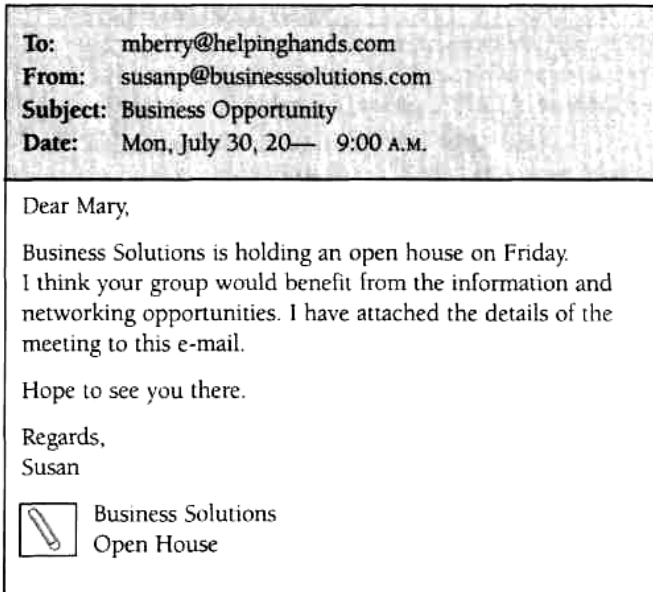 To: mberry@helpinghands.com
From: susanp@businesssolutions.com
Subject: Business Opportunity
Date: Mon, July 30, 20— 9:00 A.M.
Dear Mary,
Business Solutions is holding an open house on Friday.
I think your group would benefit from the information and
networking opportunities. I have attached the details of the
meeting to this e-mail.
Hope to see you there.
Regards,
Susan
Business Solutions
Open House